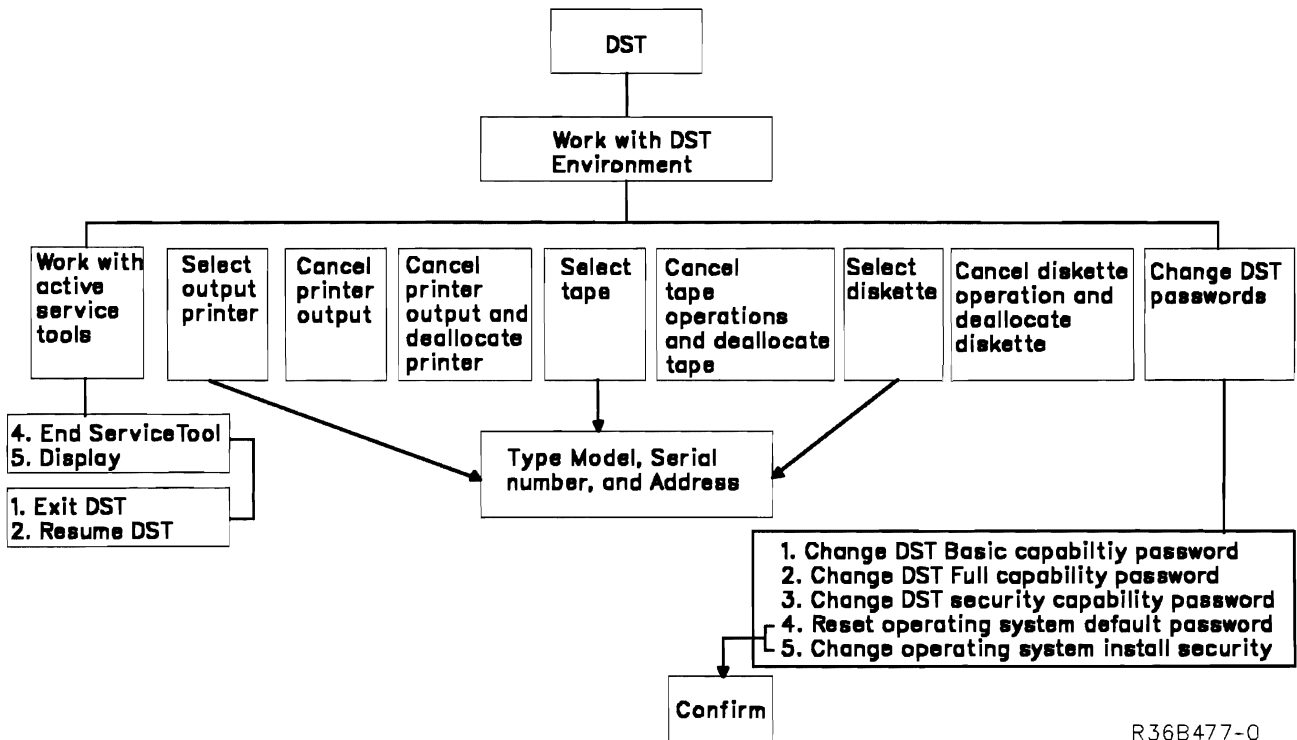 DST
Work with DST
Environment
Work with
active
service
tools
Select
output
printer
Cancel
printer
output
Cancel
printer
output and
deallocate
printer
Select
tape
Cancel
tape
operations
and deallocate
tape
Select
diskette
Cancel diskette
operation and
deallocate
diskette
Change DST
passwords
4. End ServiceTool
5. Display
1. Exit DST
2. Resume DST
Type Model, Serial
number, and Address
1. Change DST Basic capabiltiy password
2. Change DST Full capability password
3. Change DST security capability password
4. Reset operating system default password
5. Change operating system install security
Confirm
R36B477-0